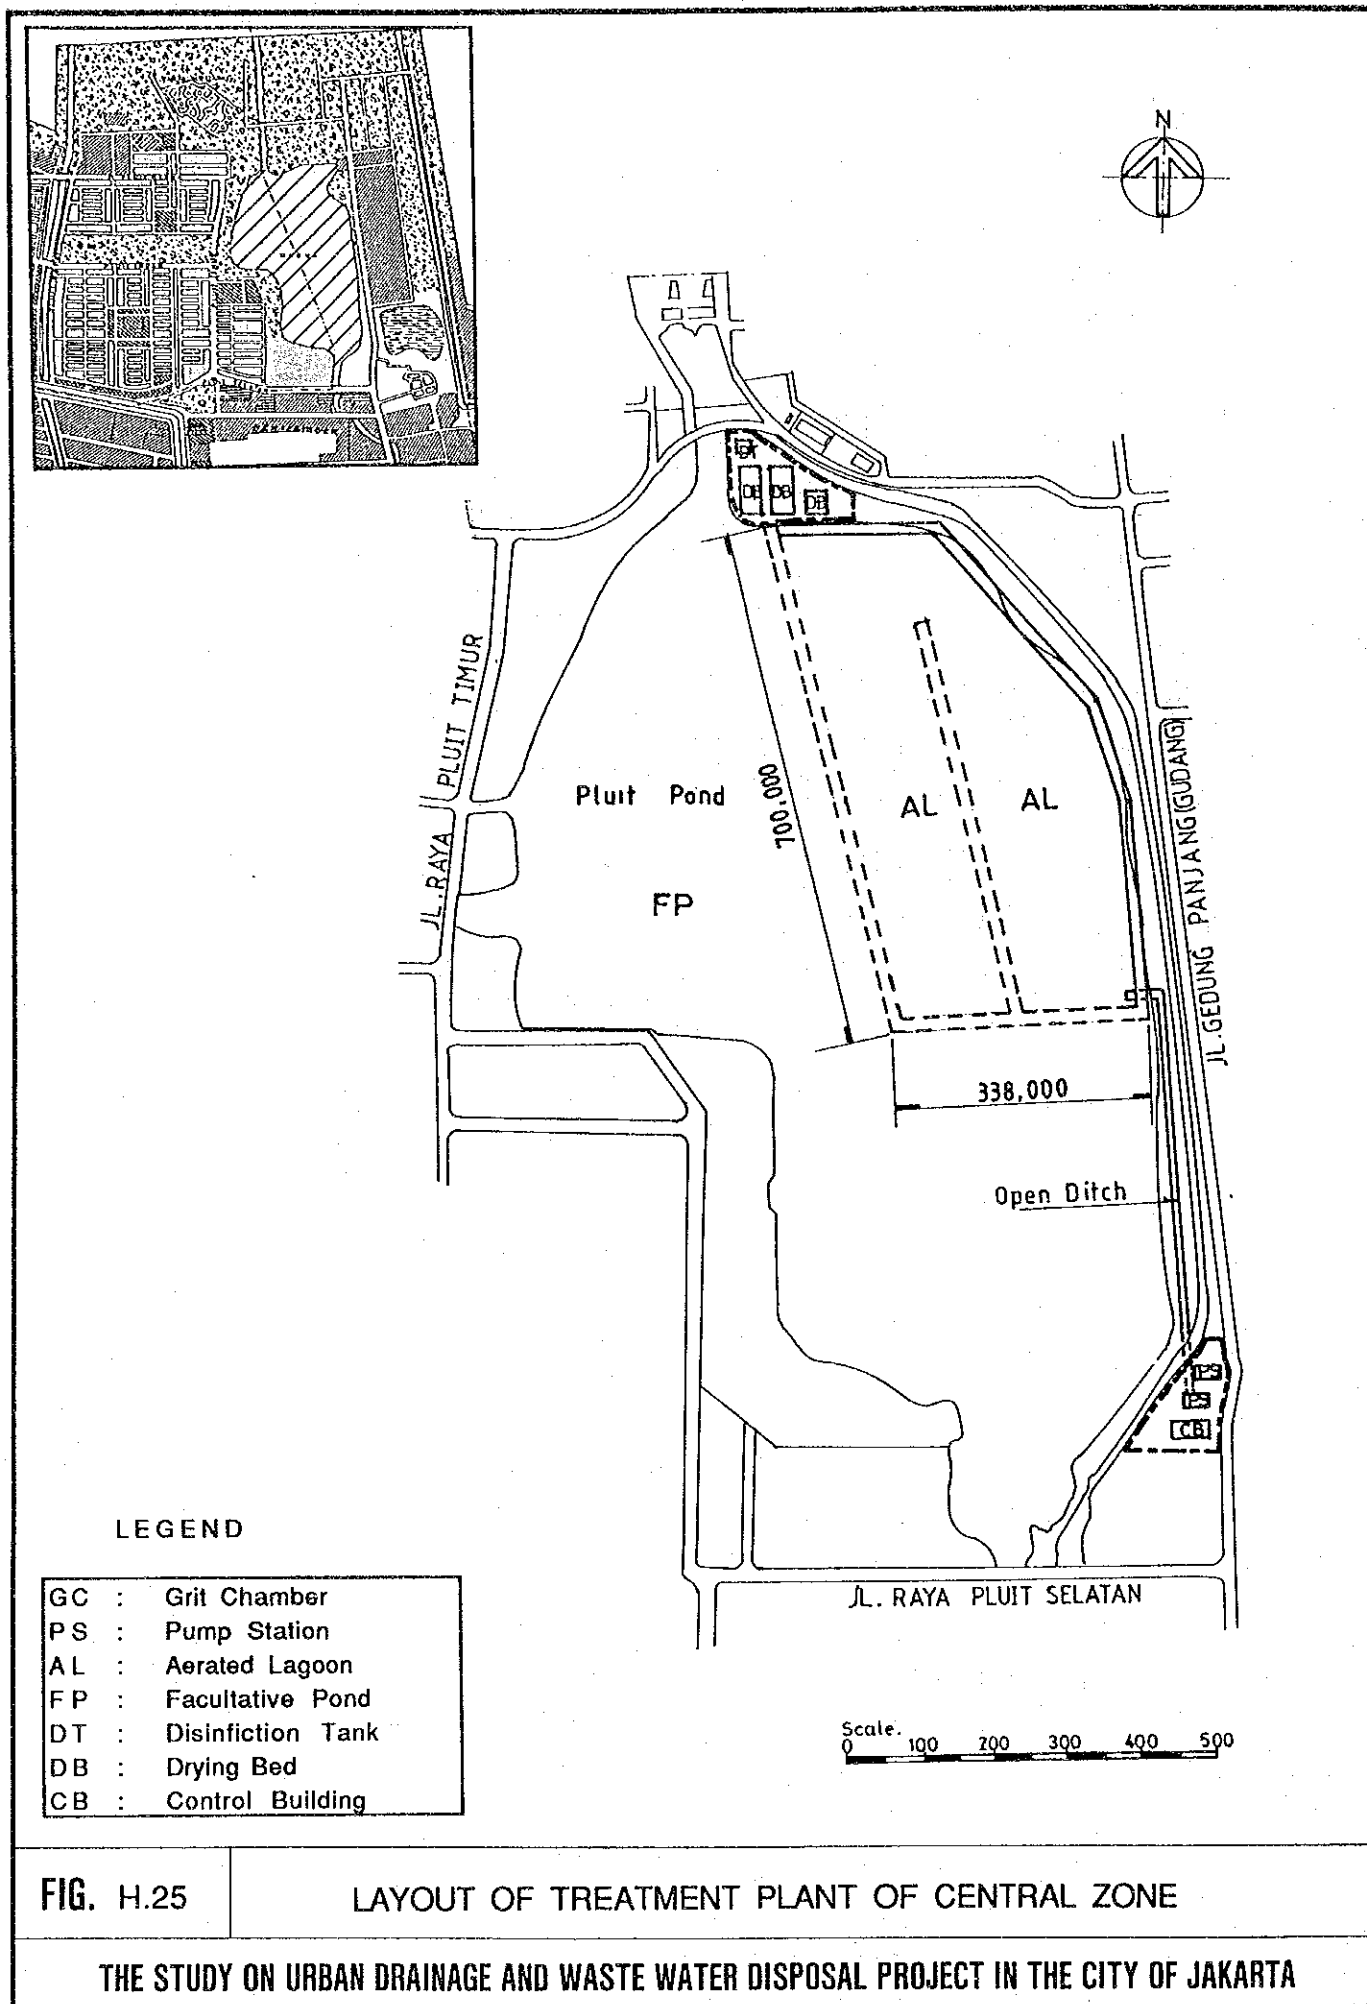 N
DT
DB
DB
DB
JL. RAYA PLUIT TIMUR
Pluit Pond
700,000
AL
AL
FP
JL. GEDUNG PANJANG(GUDANG)
338,000
Open Ditch
PS
PS
CB
JL. RAYA PLUIT SELATAN
LEGEND
GC : Grit Chamber
PS : Pump Station
AL : Aerated Lagoon
FP : Facultative Pond
DT : Disinfiction Tank
DB : Drying Bed
CB : Control Building
Scale.
0 100 200 300 400 500
FIG. H.25
LAYOUT OF TREATMENT PLANT OF CENTRAL ZONE
THE STUDY ON URBAN DRAINAGE AND WASTE WATER DISPOSAL PROJECT IN THE CITY OF JAKARTA